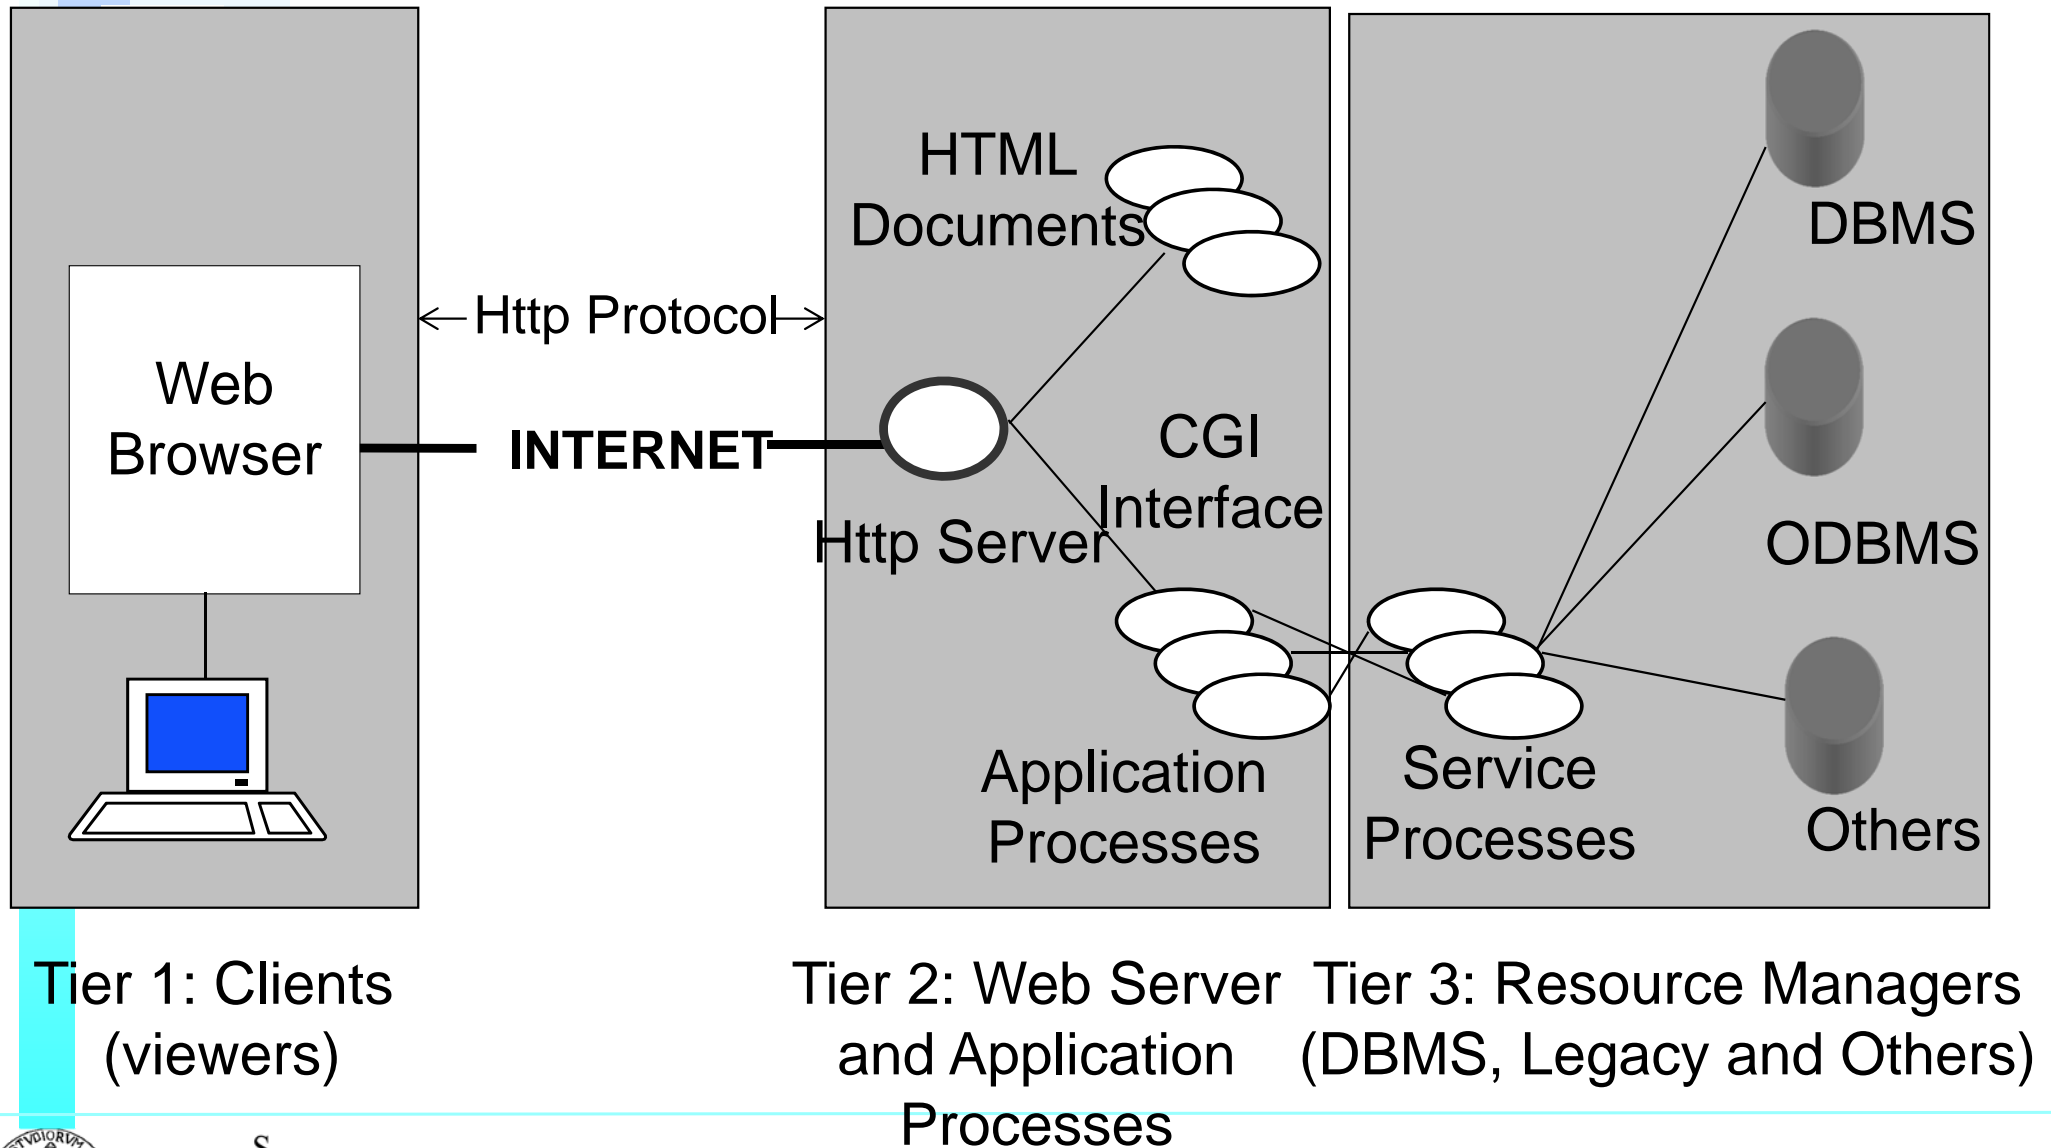 HTML
Documents
DBMS
Http Protocol
Web
Browser
INTERNET
CGI
Interface
Http Server
ODBMS
Application
Processes
Service
Processes
Others
Tier 1: Clients
(viewers)
Tier 2: Web Server
and Application
Processes
Tier 3: Resource Managers
(DBMS, Legacy and Others)